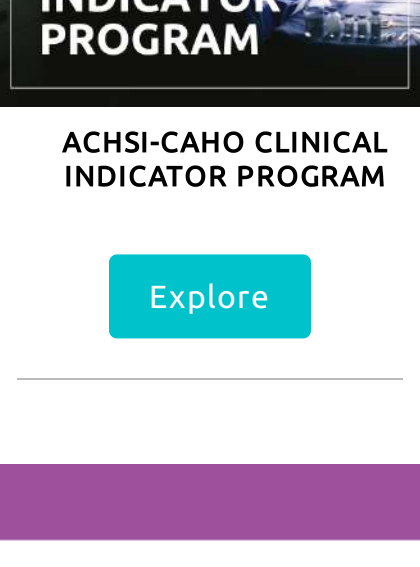 INDICATOR
PROGRAM
ACHSI-CAHO CLINICAL
INDICATOR PROGRAM
Explore